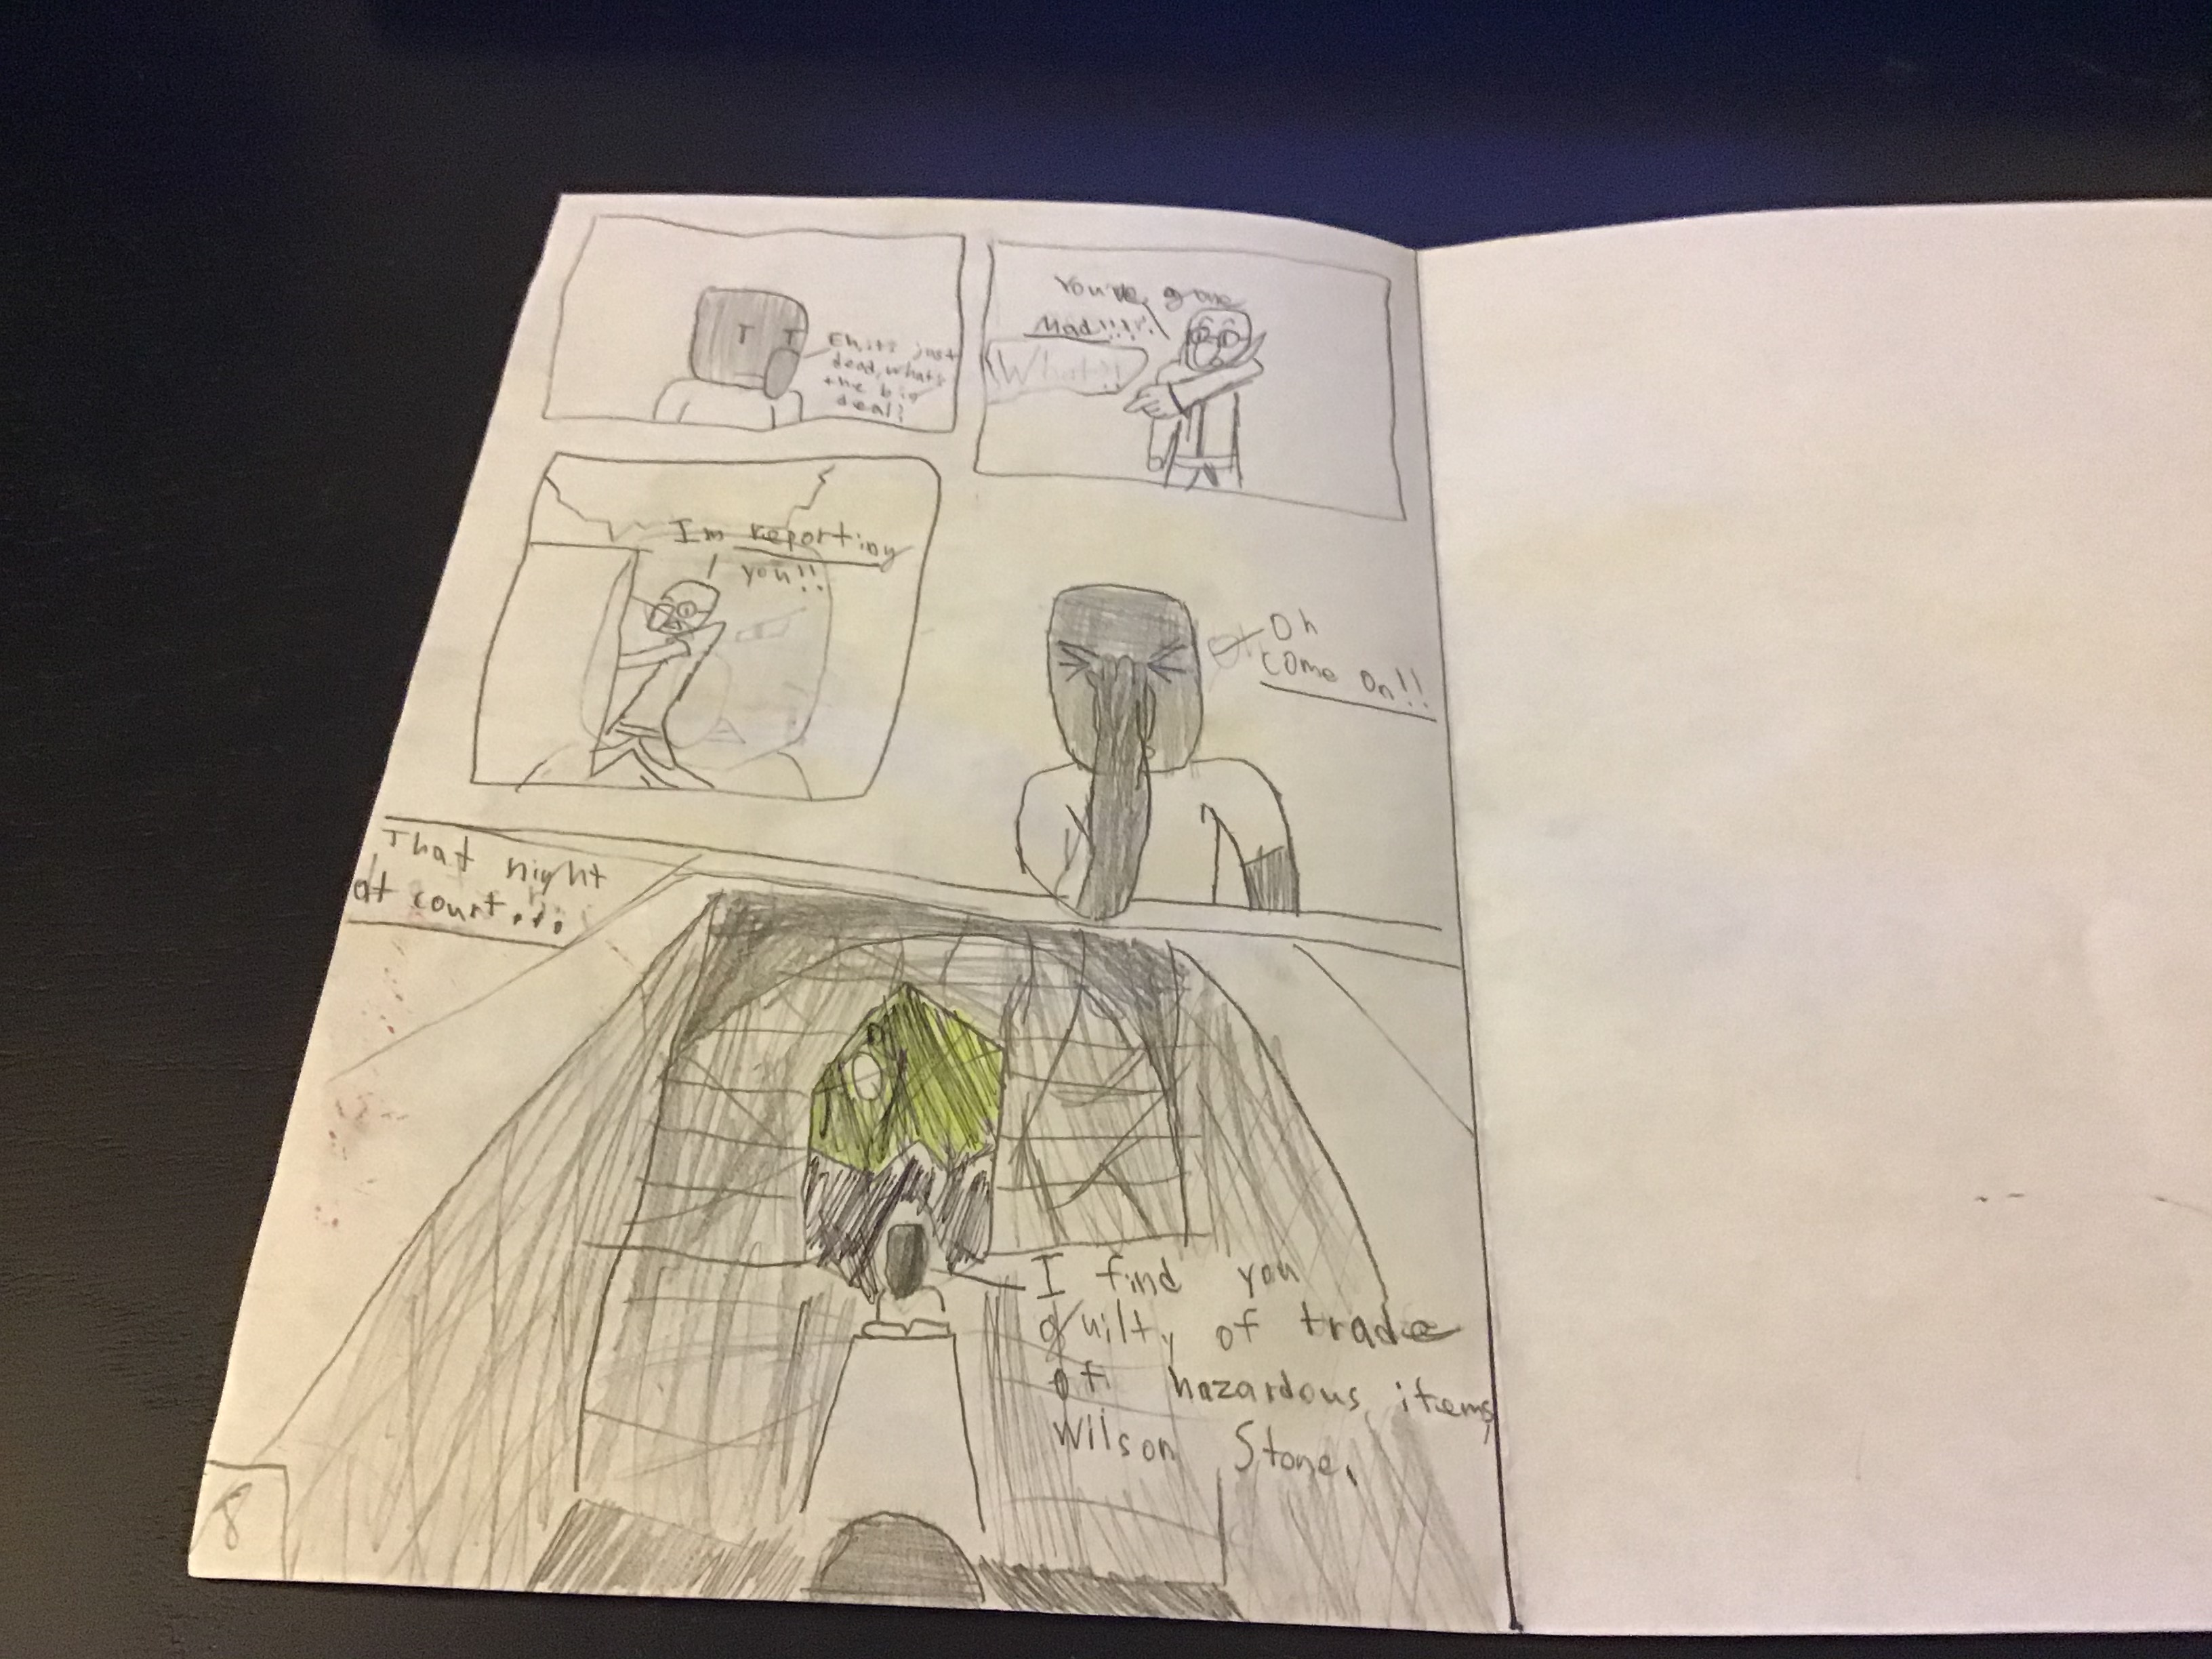 Eh, it's just
dead, what's
the big
deal?
You've gone
Mad!!!!
What?!
I'm reporting
you!!
Oh
come on!!
That night
at court...
I find you
guilty of trade
of hazardous items,
Wilson Stone.
8